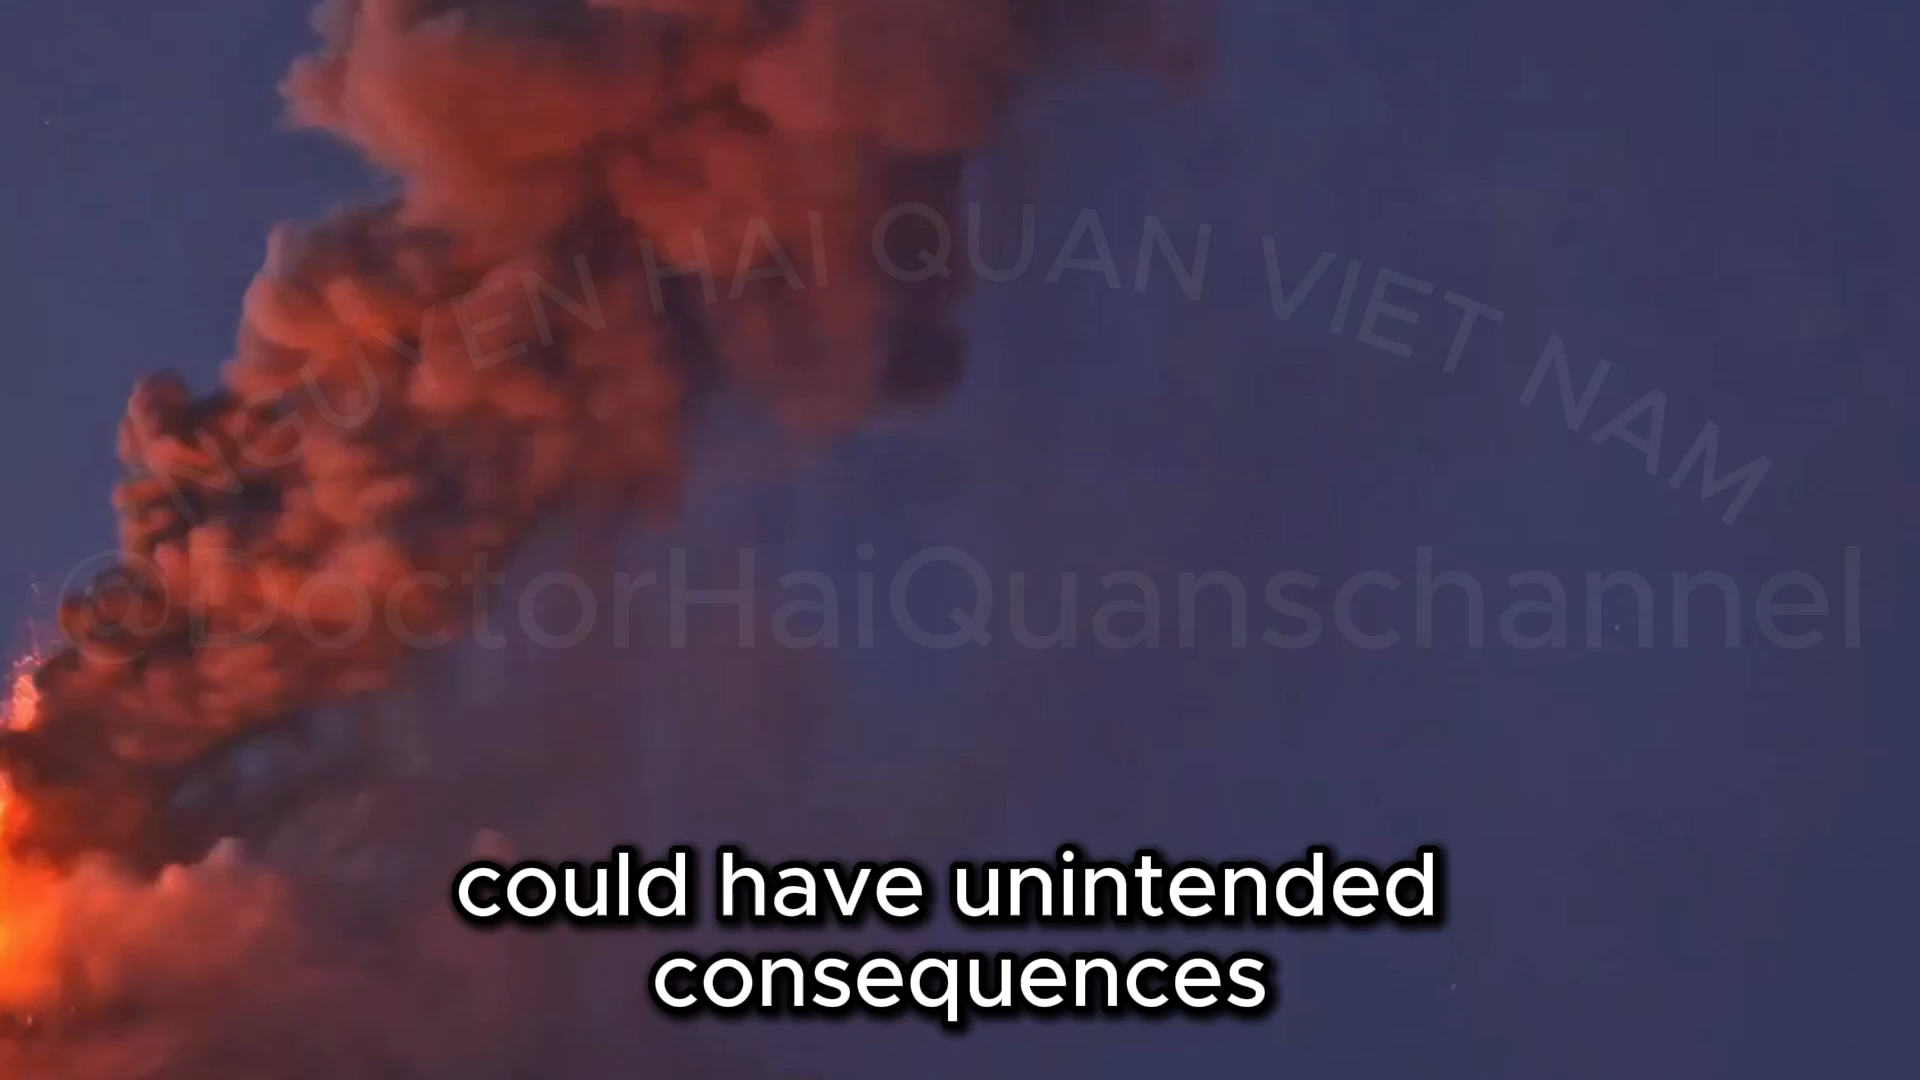 NGUYEN HAI QUAN VIET NAM
@DoctorHaiQuanschannel
could have unintended
consequences